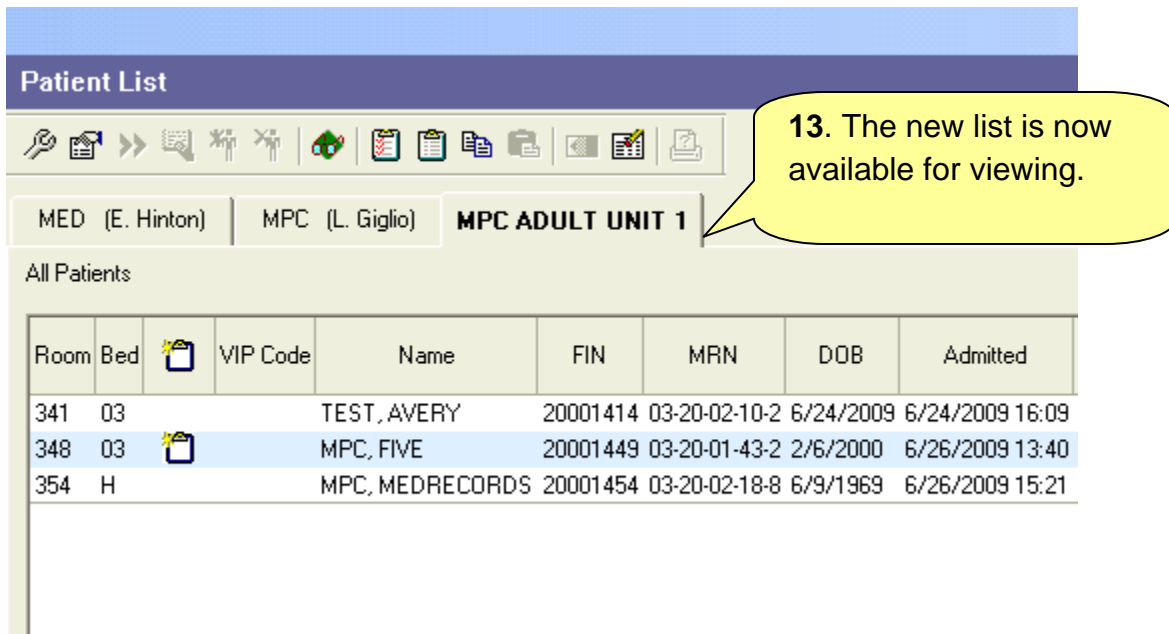 Patient List
13. The new list is now
available for viewing.
MED (E. Hinton) MPC (L. Giglio) MPC ADULT UNIT 1
All Patients
Room Bed VIP Code Name FIN MRN DOB Admitted
341 03 TEST, AVERY 20001414 03-20-02-10-2 6/24/2009 6/24/2009 16:09
348 03 MPC, FIVE 20001449 03-20-01-43-2 2/6/2000 6/26/2009 13:40
354 H MPC, MEDRECORDS 20001454 03-20-02-18-8 6/9/1969 6/26/2009 15:21